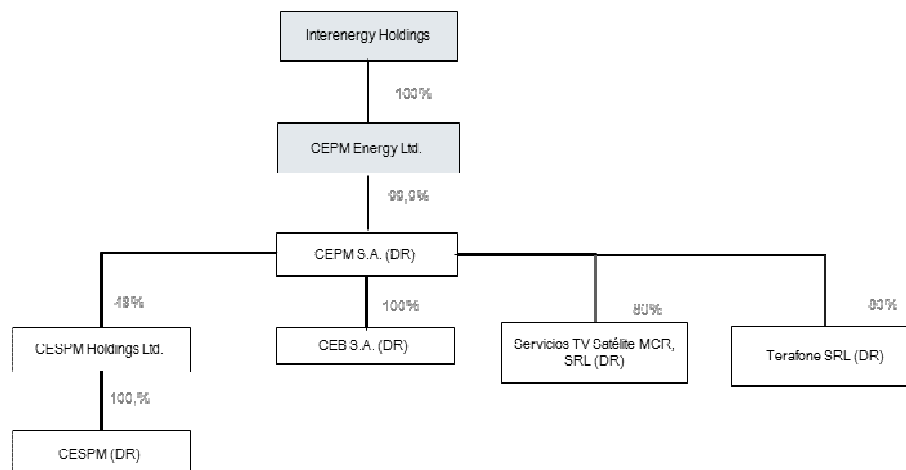 Interenergy Holdings
100%
CEPM Energy Ltd.
99,9%
CEPM S.A. (DR)
100%
CEB S.A. (DR)
CESPM Holdings Ltd.
Servicios TV Satélite MCR,
SRL (DR)
Terafone SRL (DR)
100,%
CESPM (DR)